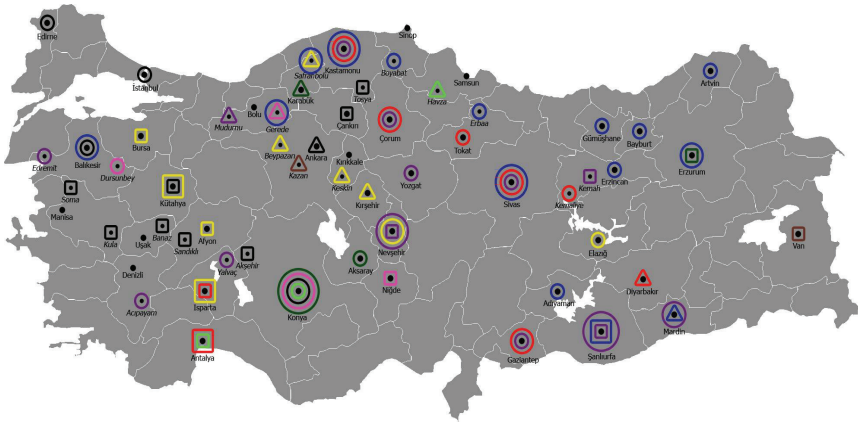 Edirne
Sinop
Kastamonu
Safranbolu
Boyabat
Artvin
İstanbul
Samsun
Karabük
Tosya
Havza
Bolu
Gerede
Mudurnu
Çankırı
Erbaa
Çorum
Gümüşhane
Bayburt
Bursa
Tokat
Beypazarı
Ankara
Kırıkkale
Edremit
Balıkesir
Dursunbey
Kazan
Erzurum
Keskin
Yozgat
Kemah
Erzincan
Soma
Kütahya
Kırşehir
Sivas
Kemaliye
Manisa
Kula
Banaz
Uşak
Sandıklı
Afyon
Nevşehir
Elazığ
Van
Yalvaç
Akşehir
Aksaray
Denizli
Niğde
Diyarbakır
Acıpayam
Isparta
Konya
Adıyaman
Mardin
Antalya
Gaziantep
Şanlıurfa